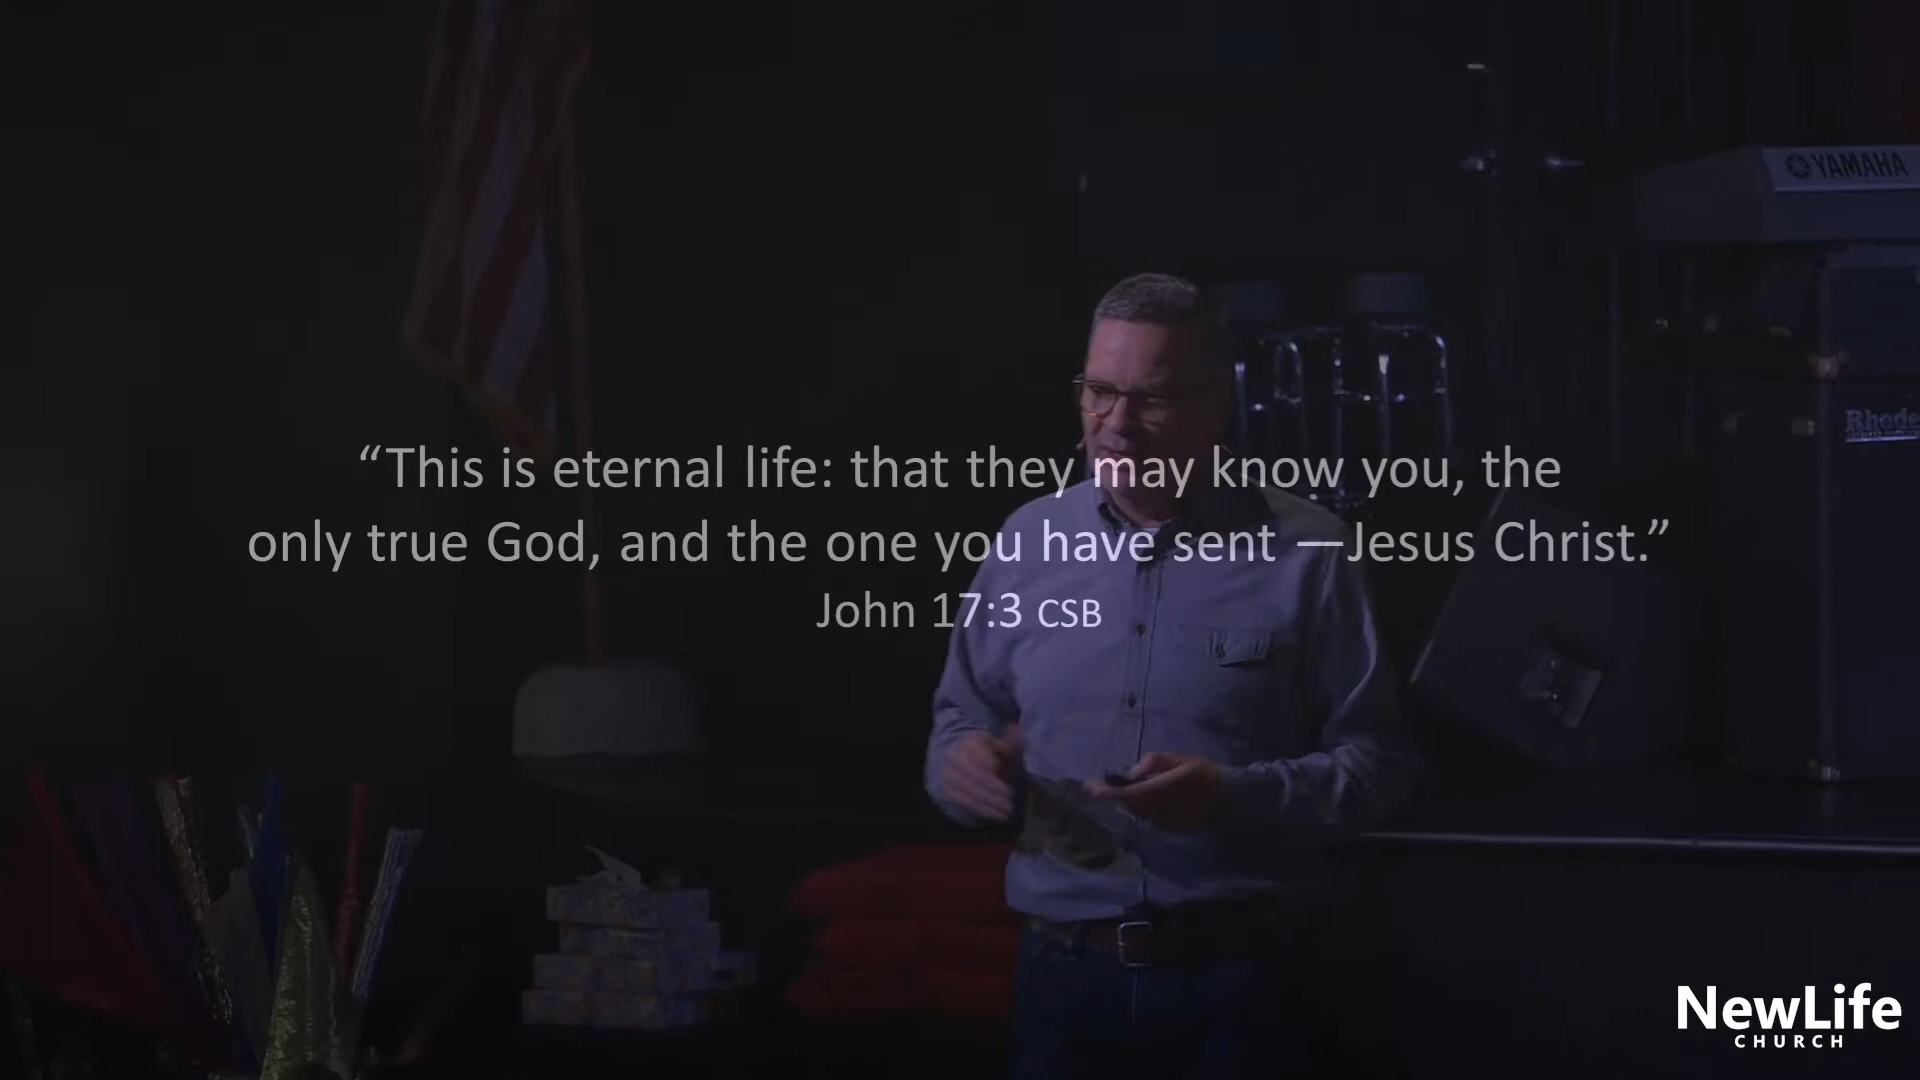 YAMAHA
Rhode
“This is eternal life: that they may know you, the
only true God, and the one you have sent —Jesus Christ.”
John 17:3 CSB
NewLife
CHURCH